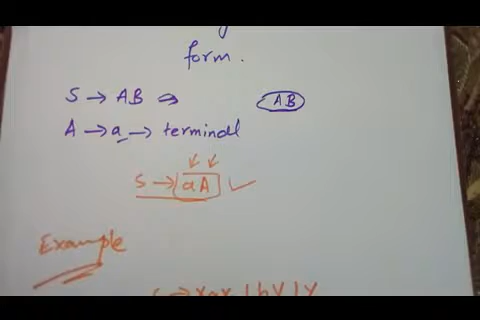 form.
S → AB ⇒ AB
A → a → terminal
S → aA ✓
Example